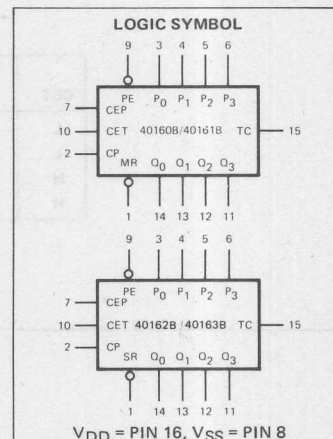 LOGIC SYMBOL
9 3 4 5 6
PE P0 P1 P2 P3
7 CEP
10 CET 40160B/40161B TC 15
2 CP
MR Q0 Q1 Q2 Q3
1 14 13 12 11
9 3 4 5 6
PE P0 P1 P2 P3
7 CEP
10 CET 40162B/40163B TC 15
2 CP
SR Q0 Q1 Q2 Q3
1 14 13 12 11
VDD = PIN 16, VSS = PIN 8